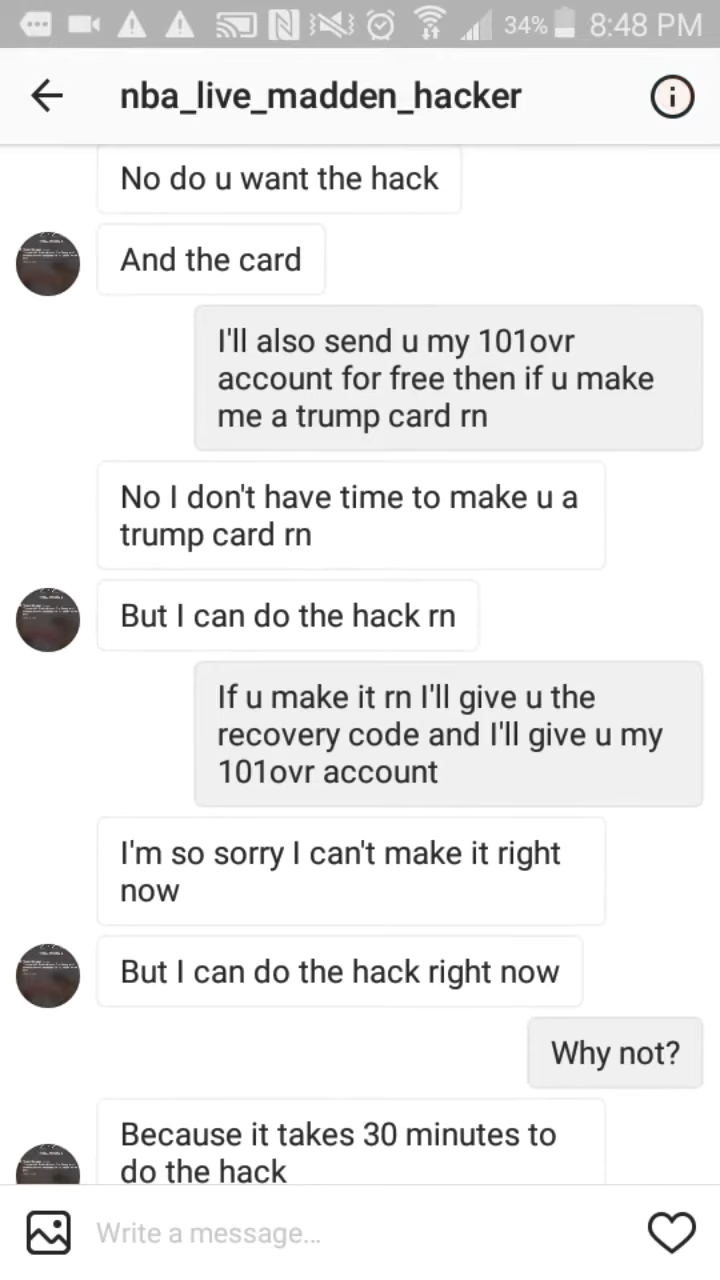 34% 8:48 PM
nba_live_madden_hacker
No do u want the hack
And the card
I'll also send u my 101ovr
account for free then if u make
me a trump card rn
No I don't have time to make u a
trump card rn
But I can do the hack rn
If u make it rn I'll give u the
recovery code and I'll give u my
101ovr account
I'm so sorry I can't make it right
now
But I can do the hack right now
Why not?
Because it takes 30 minutes to
do the hack
Write a message...